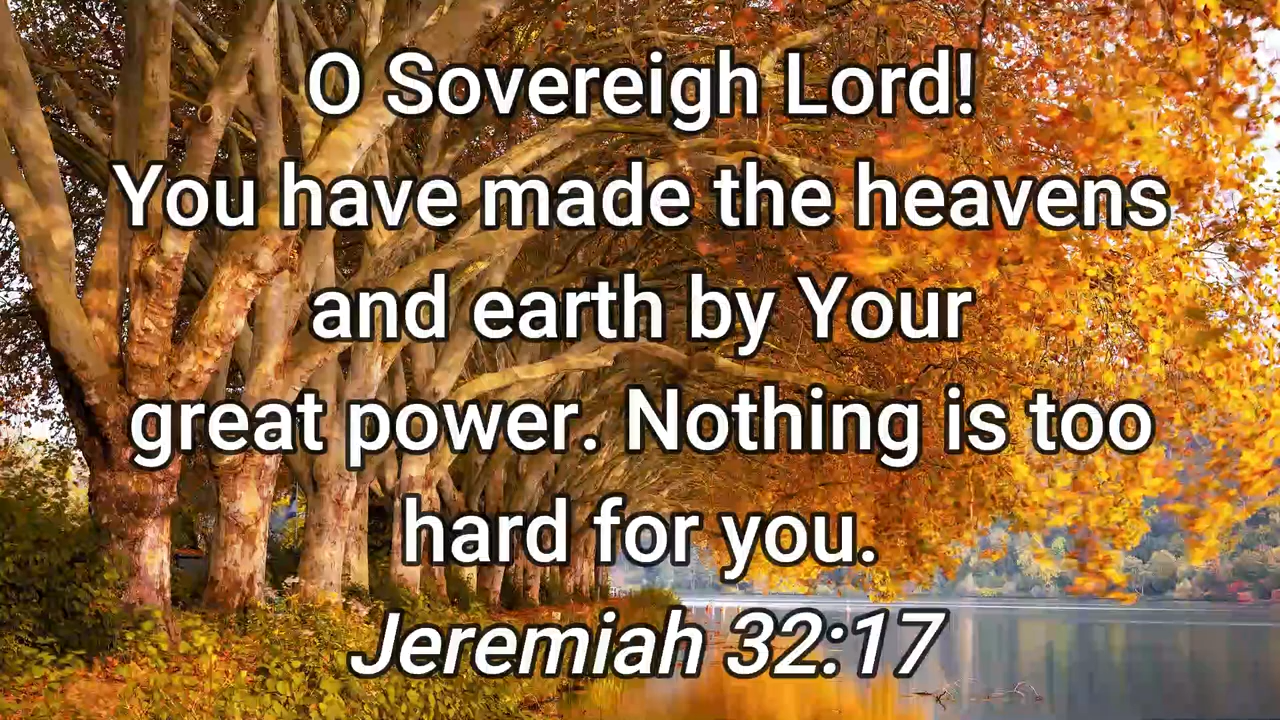 O Sovereigh Lord!
You have made the heavens
and earth by Your
great power. Nothing is too
hard for you.
Jeremiah 32:17